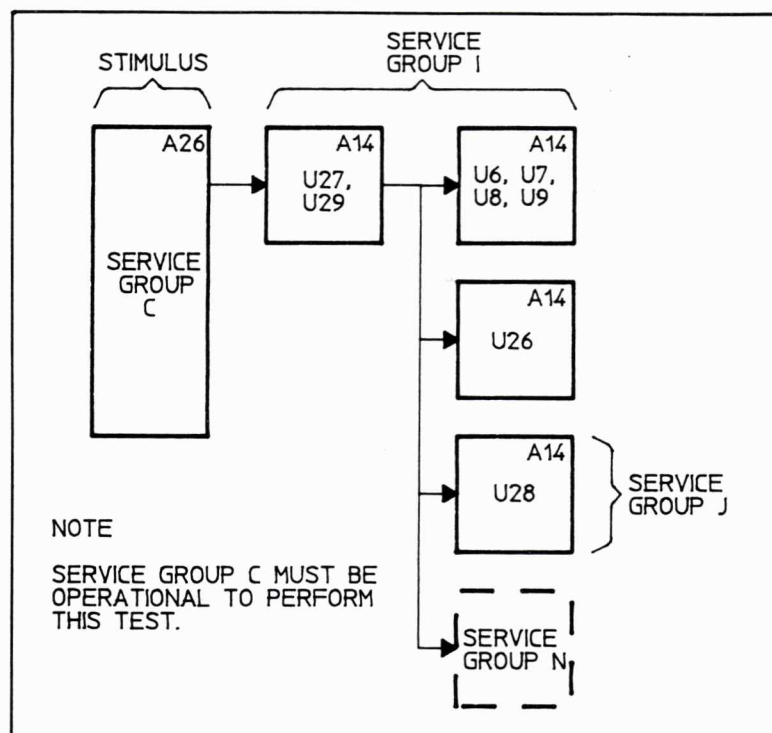 STIMULUS
SERVICE
GROUP I
A26
SERVICE
GROUP
C
A14
U27,
U29
A14
U6, U7,
U8, U9
A14
U26
A14
U28
SERVICE
GROUP J
NOTE
SERVICE GROUP C MUST BE
OPERATIONAL TO PERFORM
THIS TEST.
SERVICE
GROUP N